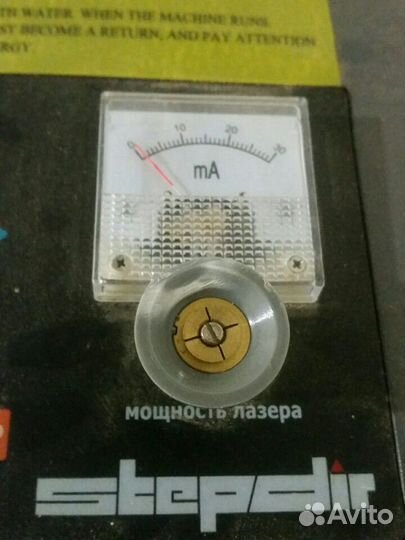 TH WATER. WHEN THE MACHINE RUNS,
ST BECOME A RETURN, AND PAY ATTENTION
RGY.
0 10 20 30
mA
мощность лазера
stepdir
Avito